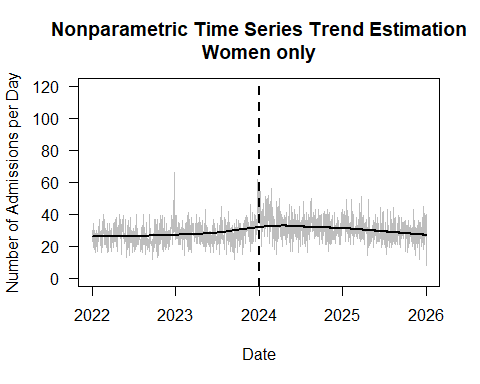 Nonparametric Time Series Trend Estimation
Women only
Number of Admissions per Day
120
100
80
60
40
20
0
2022 2023 2024 2025 2026
Date